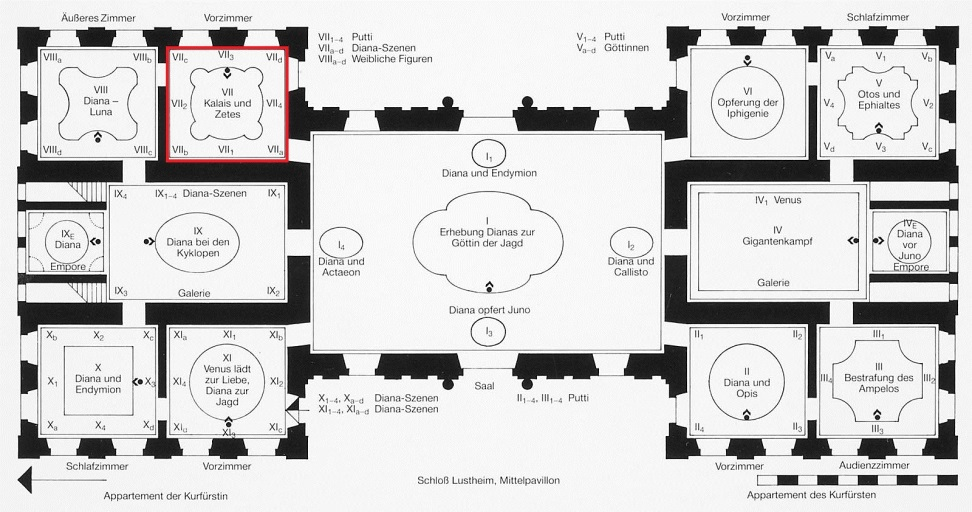 Äußeres Zimmer
Vorzimmer
Vorzimmer
Schlafzimmer
VII1–4 Putti
VIIa–d Diana-Szenen
VIIIa–d Weibliche Figuren
V1–4 Putti
Va–d Göttinnen
VIIIa
VIIIb
VIII
Diana –
Luna
VIIId
VIIIc
VIIc
VII3
VIId
VII2
VII
Kalais und
Zetes
VII4
VIIb
VII1
VIIa
VI
Opferung der
Iphigenie
Va
V1
Vb
V4
V
Otos und
Ephialtes
V2
Vd
V3
Vc
I1
Diana und Endymion
IX4
IX1–4 Diana-Szenen
IX1
IXE
Diana
Empore
IX
Diana bei den
Kyklopen
IX3
Galerie
IX2
I
Erhebung Dianas zur
Göttin der Jagd
I4
Diana und
Actaeon
I2
Diana und
Callisto
Diana opfert Juno
I3
IV1 Venus
IV
Gigantenkampf
Galerie
IVE
Diana
vor
Juno
Empore
Xb
X2
Xc
X1
X
Diana und
Endymion
X3
Xa
X4
Xd
XIa
XI1
XIb
XI4
XI
Venus lädt
zur Liebe,
Diana zur
Jagd
XI2
XId
XI3
XIc
II1
II2
II
Diana und
Opis
II4
II3
III1
III4
III
Bestrafung des
Ampelos
III2
III3
Saal
X1–4, Xa–d Diana-Szenen
XI1–4, XIa–d Diana-Szenen
II1–4, III1–4 Putti
Schlafzimmer
Vorzimmer
Vorzimmer
Audienzzimmer
Schloß Lustheim, Mittelpavillon
Appartement der Kurfürstin
Appartement des Kurfürsten